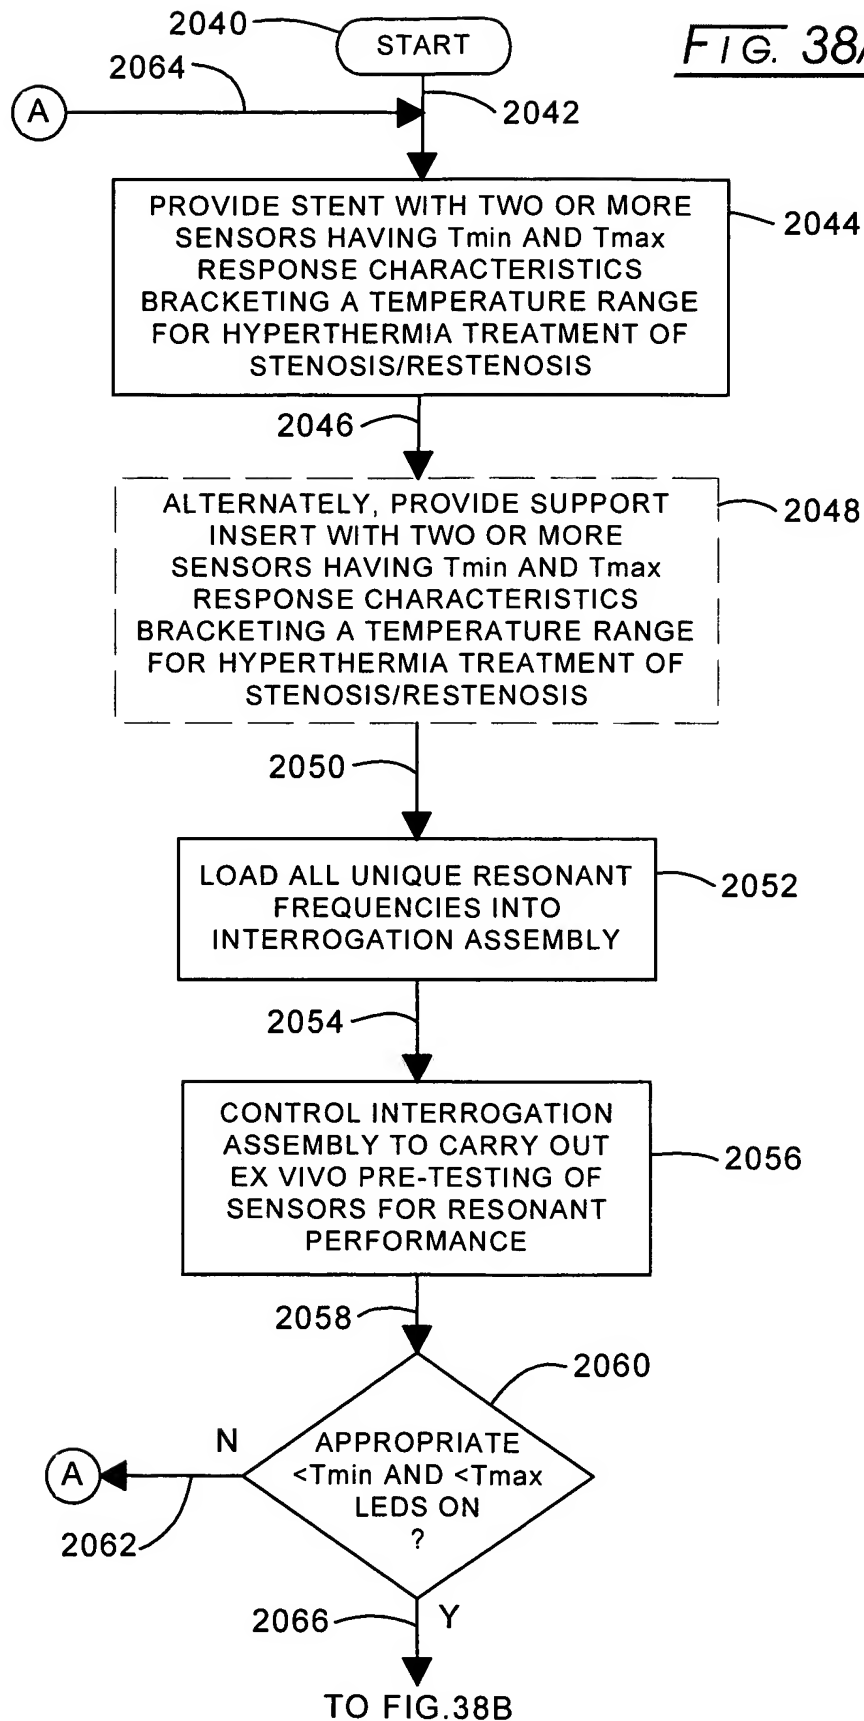 2040
START
FIG. 38A
2064
A
2042
PROVIDE STENT WITH TWO OR MORE
SENSORS HAVING Tmin AND Tmax
RESPONSE CHARACTERISTICS
BRACKETING A TEMPERATURE RANGE
FOR HYPERTHERMIA TREATMENT OF
STENOSIS/RESTENOSIS
2044
2046
ALTERNATELY, PROVIDE SUPPORT
INSERT WITH TWO OR MORE
SENSORS HAVING Tmin AND Tmax
RESPONSE CHARACTERISTICS
BRACKETING A TEMPERATURE RANGE
FOR HYPERTHERMIA TREATMENT OF
STENOSIS/RESTENOSIS
2048
2050
LOAD ALL UNIQUE RESONANT
FREQUENCIES INTO
INTERROGATION ASSEMBLY
2052
2054
CONTROL INTERROGATION
ASSEMBLY TO CARRY OUT
EX VIVO PRE-TESTING OF
SENSORS FOR RESONANT
PERFORMANCE
2056
2058
2060
N
APPROPRIATE
<Tmin AND <Tmax
LEDS ON
?
A
2062
2066
Y
TO FIG.38B